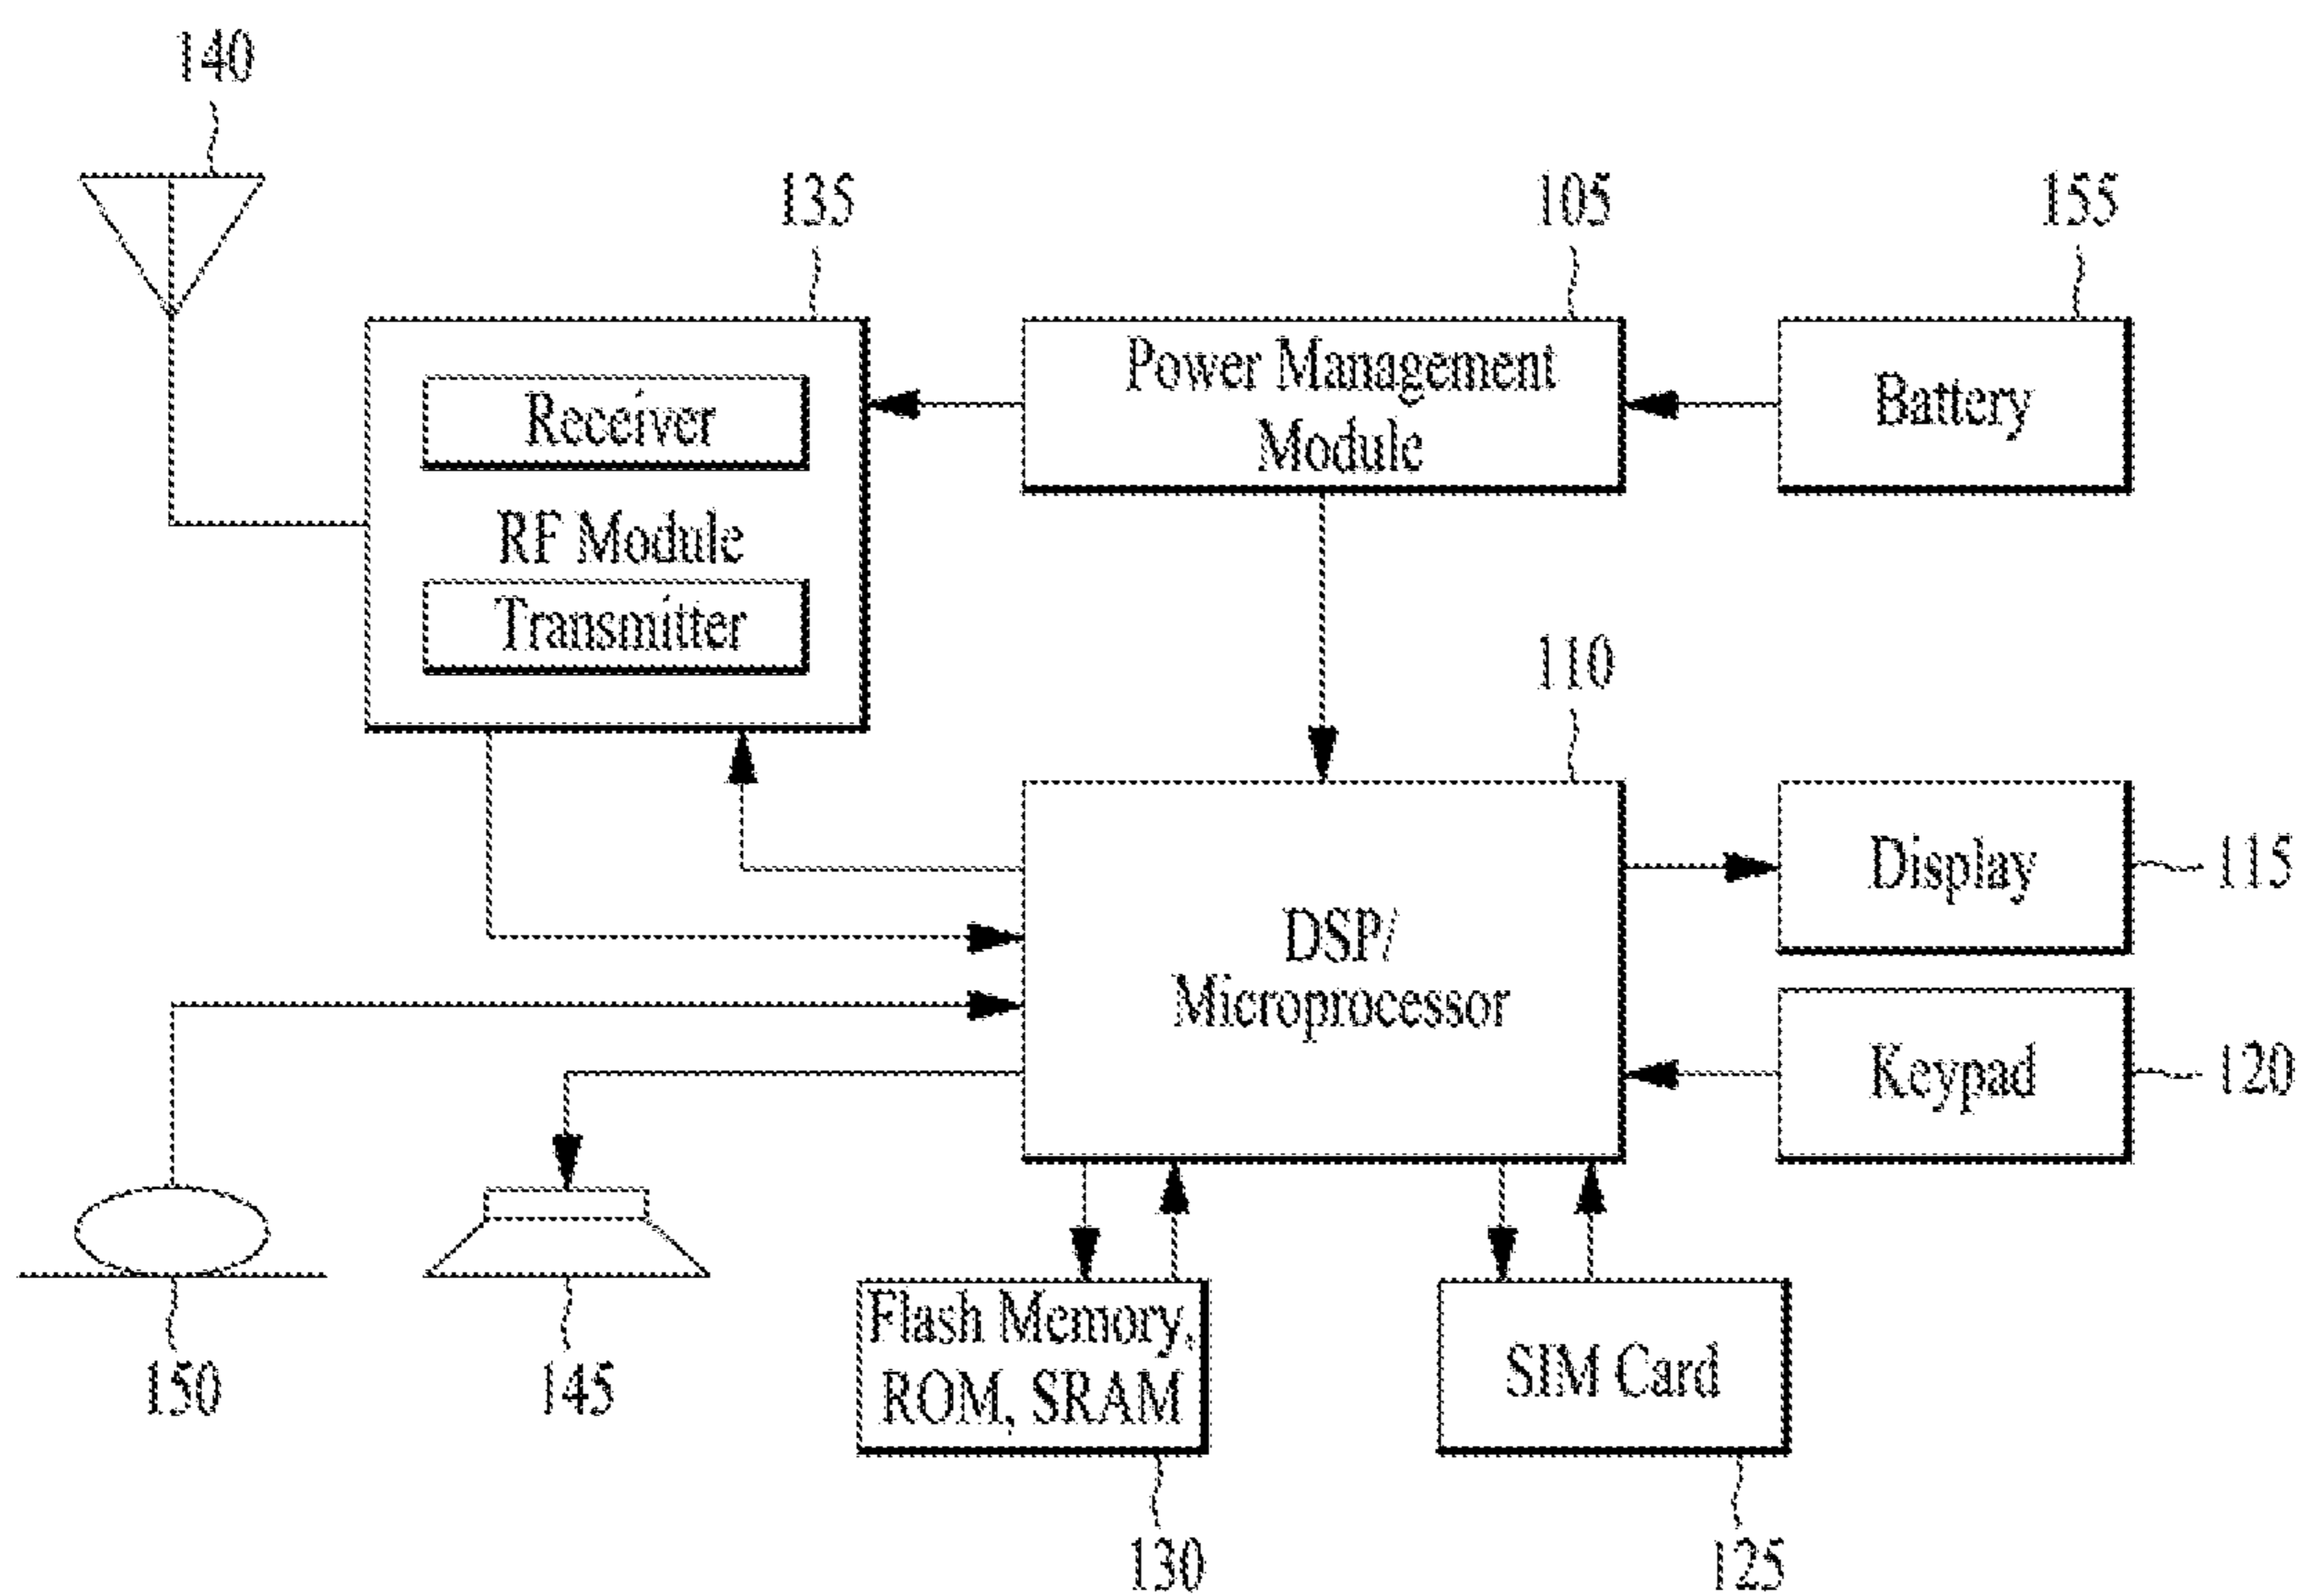 140
135
105
155
Receiver
RF Module
Transmitter
Power Management
Module
Battery
110
DSP/
Microprocessor
Display
115
Keypad
120
150
145
Flash Memory,
ROM, SRAM
130
SIM Card
125